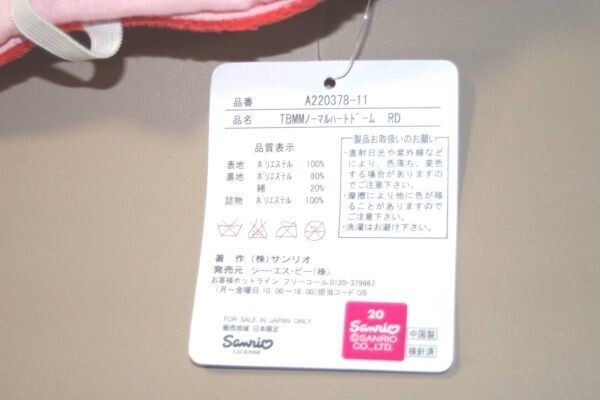 品番 A220378-11
品名 TBMMノーマルハートドーム RD
品質表示
表地 ポリエステル 100%
裏地 ポリエステル 80%
綿 20%
詰物 ポリエステル 100%
製品お取扱いのお願い
・直射日光や紫外線など
により、色落ち、変色
する場合がありますので
ご注意下さい。
・摩擦により他に色が移
ることがありますので
ご注意下さい。
・洗濯はお避け下さい。
著 作 (株)サンリオ
発売元 シー・エス・ピー(株)
お客様ホットライン フリーコール0120-379867
(月〜金曜日 10:00〜18:00)担当コード OS
FOR SALE IN JAPAN ONLY
販売地域:日本限定
Sanrio
LICENSE
20
Sanrio
©SANRIO
CO.,LTD.
中国製
検針済